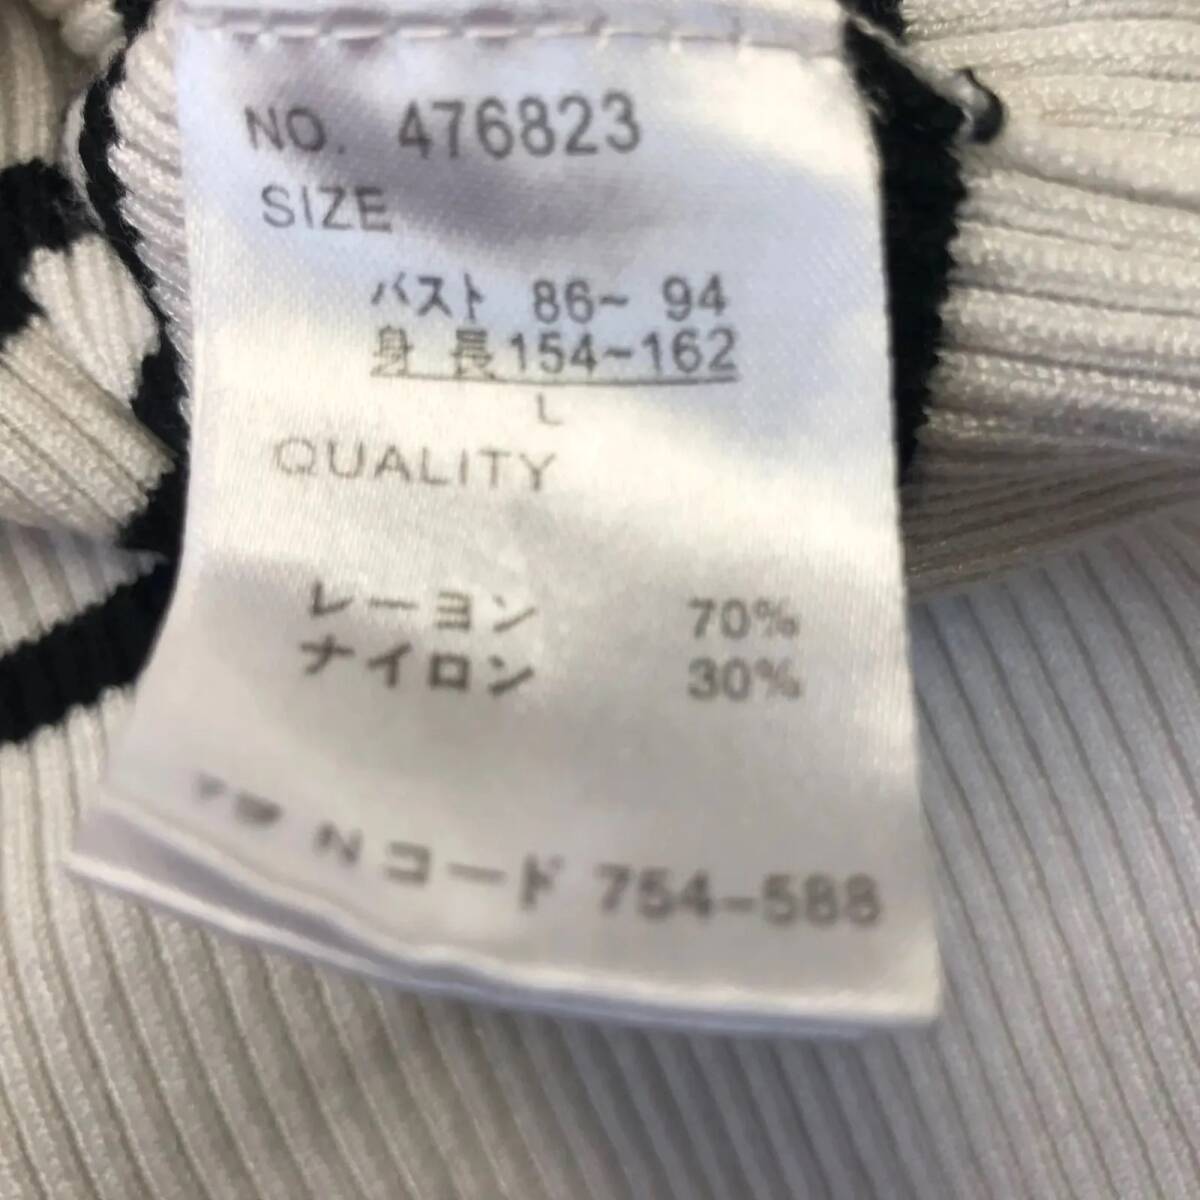 NO. 476823
SIZE
バスト 86~ 94
身 長154~162
L
QUALITY
レーヨン 70%
ナイロン 30%
Nコード 754-588